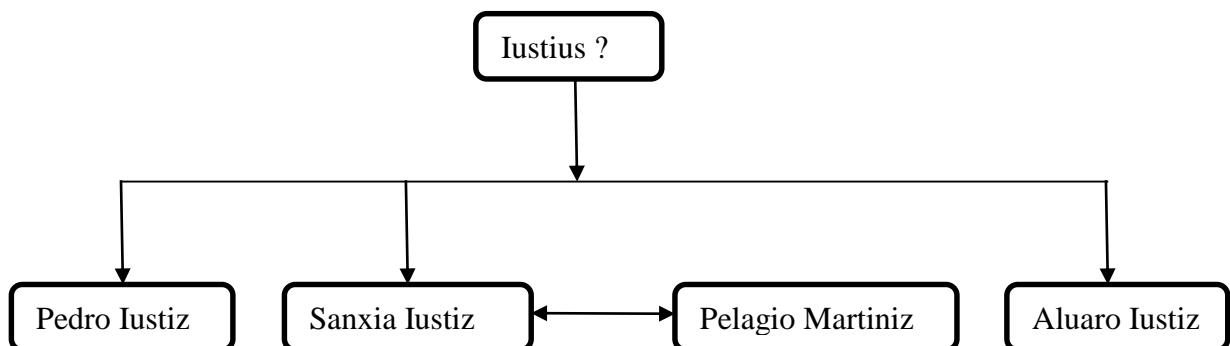 Iustius ?
Pedro Iustiz
Sanxia Iustiz
Pelagio Martiniz
Aluaro Iustiz